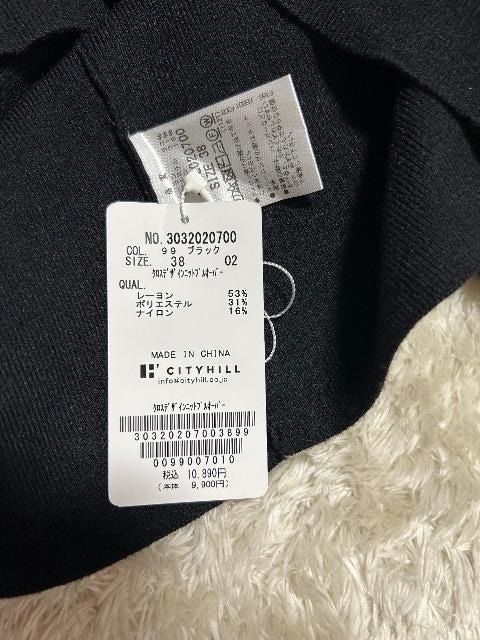 NO. 3032020700
COL. 99 ブラック
SIZE. 38 02
クロスデザインニットプルオーバー
QUAL.
レーヨン 53%
ポリエステル 31%
ナイロン 16%
MADE IN CHINA
CITYHILL
info@cityhill.co.jp
クロスデザインニットプルオーバー
30320207003899
0099007010
税込 10,890円
(本体 9,900円)
020700
SIZE 38